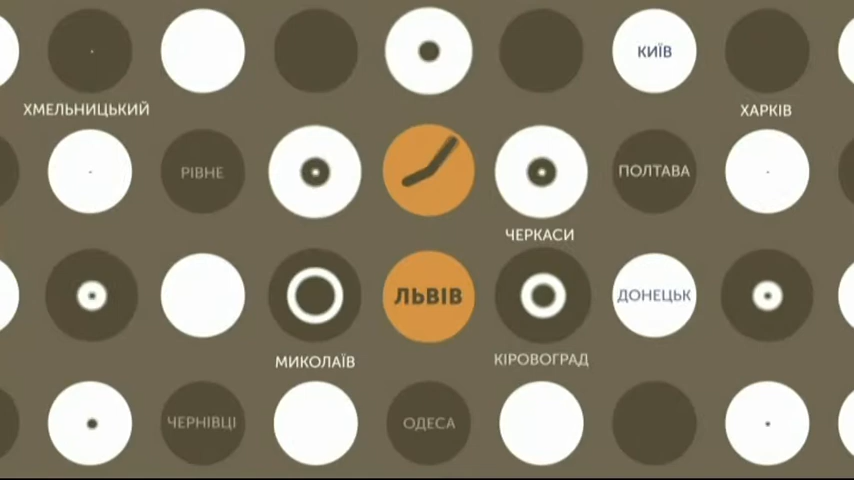 КИЇВ
ХМЕЛЬНИЦЬКИЙ
ХАРКІВ
РІВНЕ
ПОЛТАВА
ЧЕРКАСИ
ЛЬВІВ
ДОНЕЦЬК
МИКОЛАЇВ
КІРОВОГРАД
ЧЕРНІВЦІ
ОДЕСА